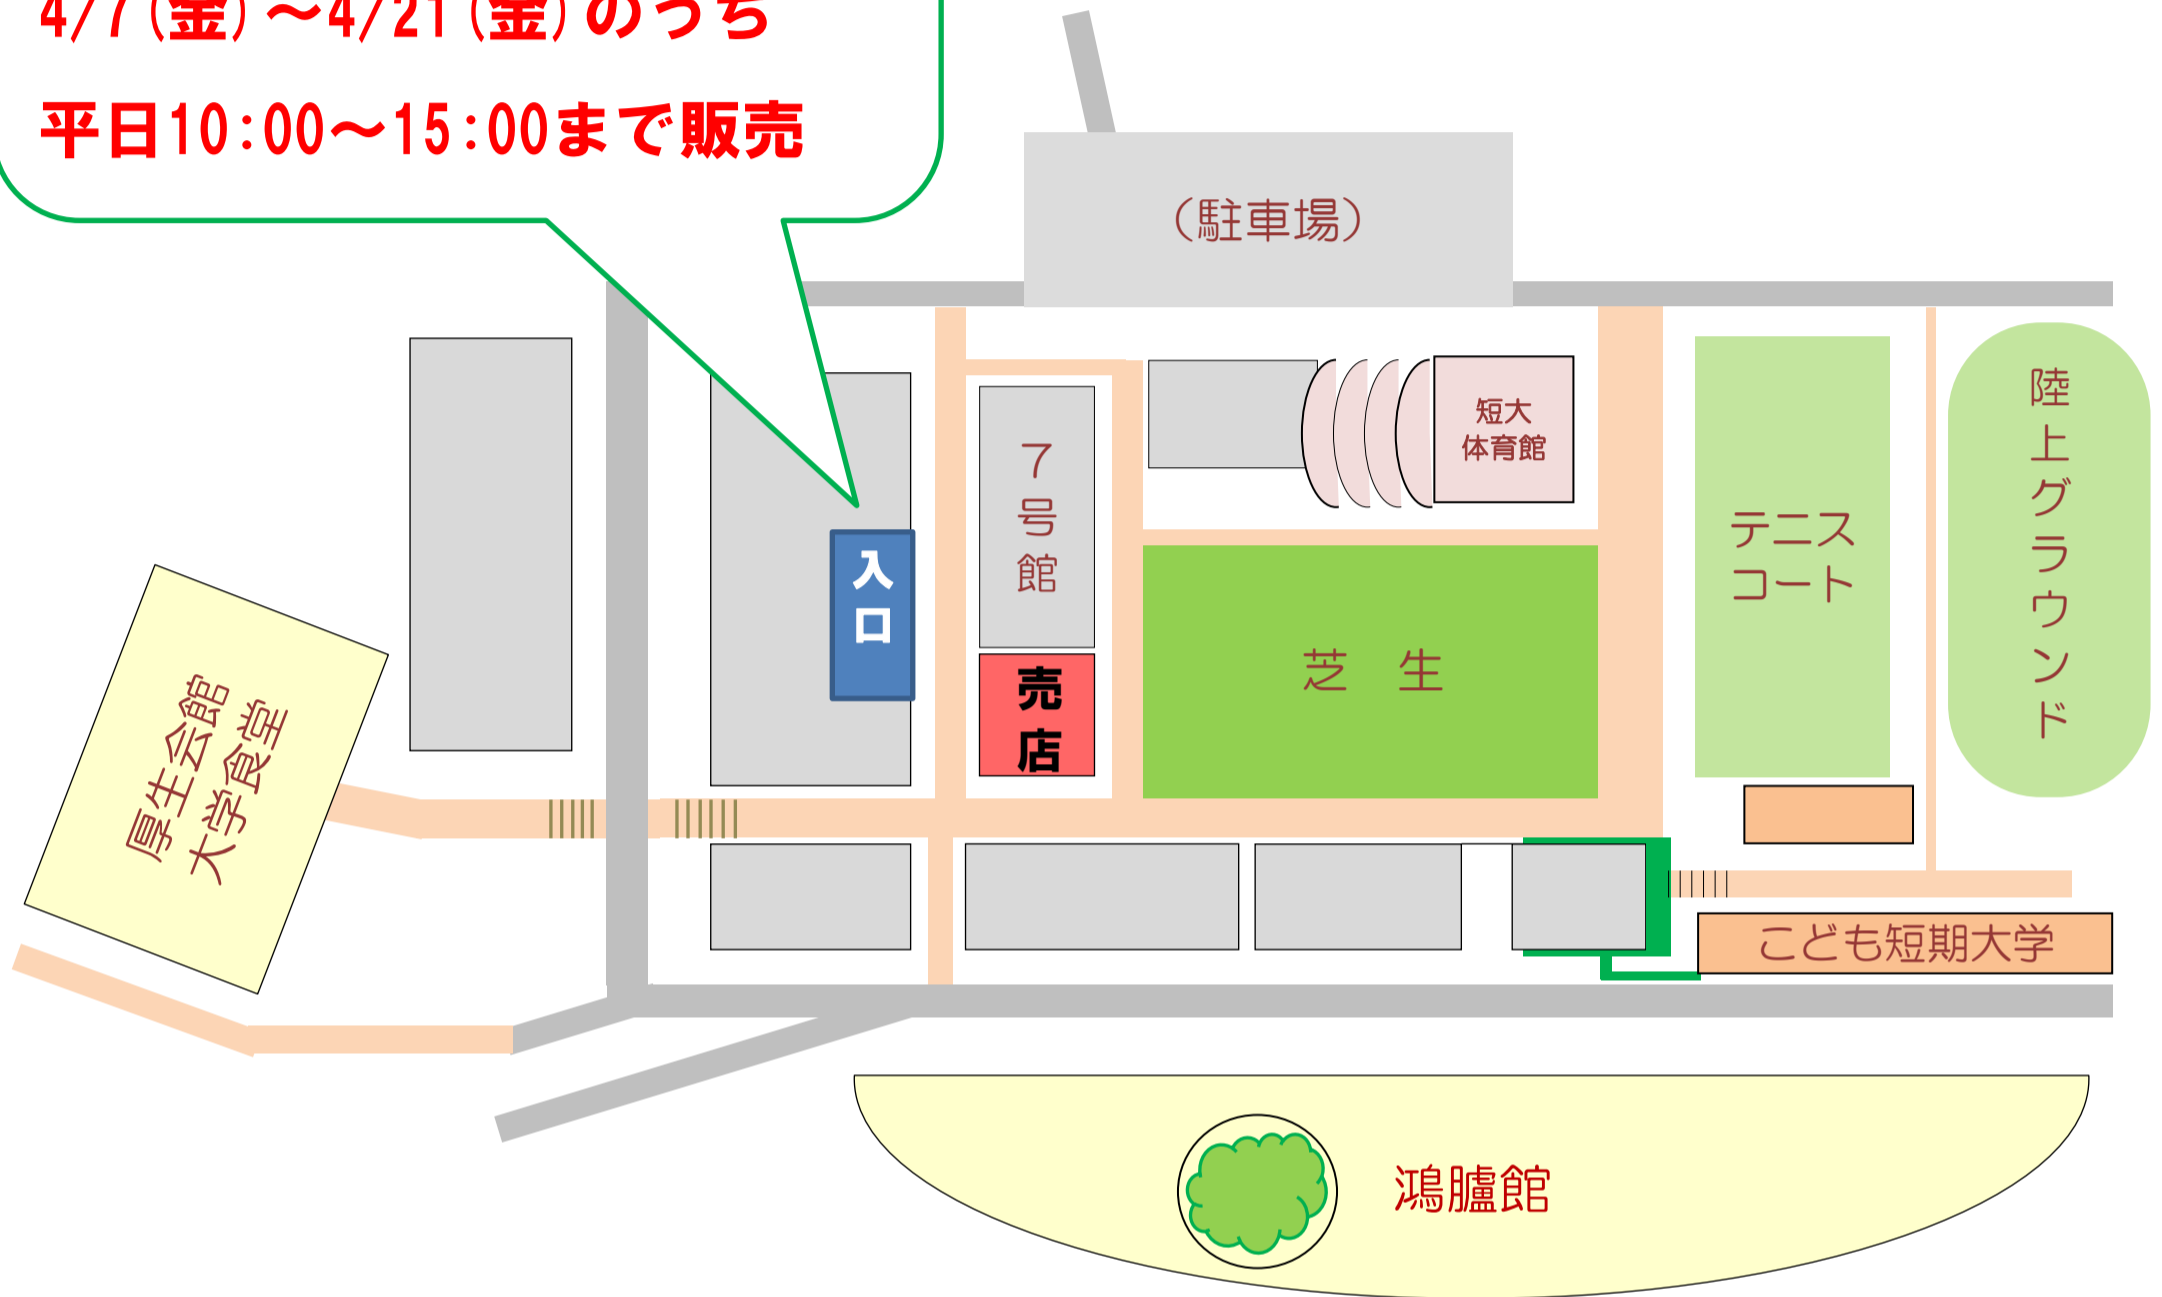 4/7(金)～4/21(金)のうち
平日10:00～15:00まで販売
(駐車場)
短大
体育館
7号館
入口
売店
芝 生
テニス
コート
陸上グラウンド
厚生会館
大学食堂
こども短期大学
鴻臚館